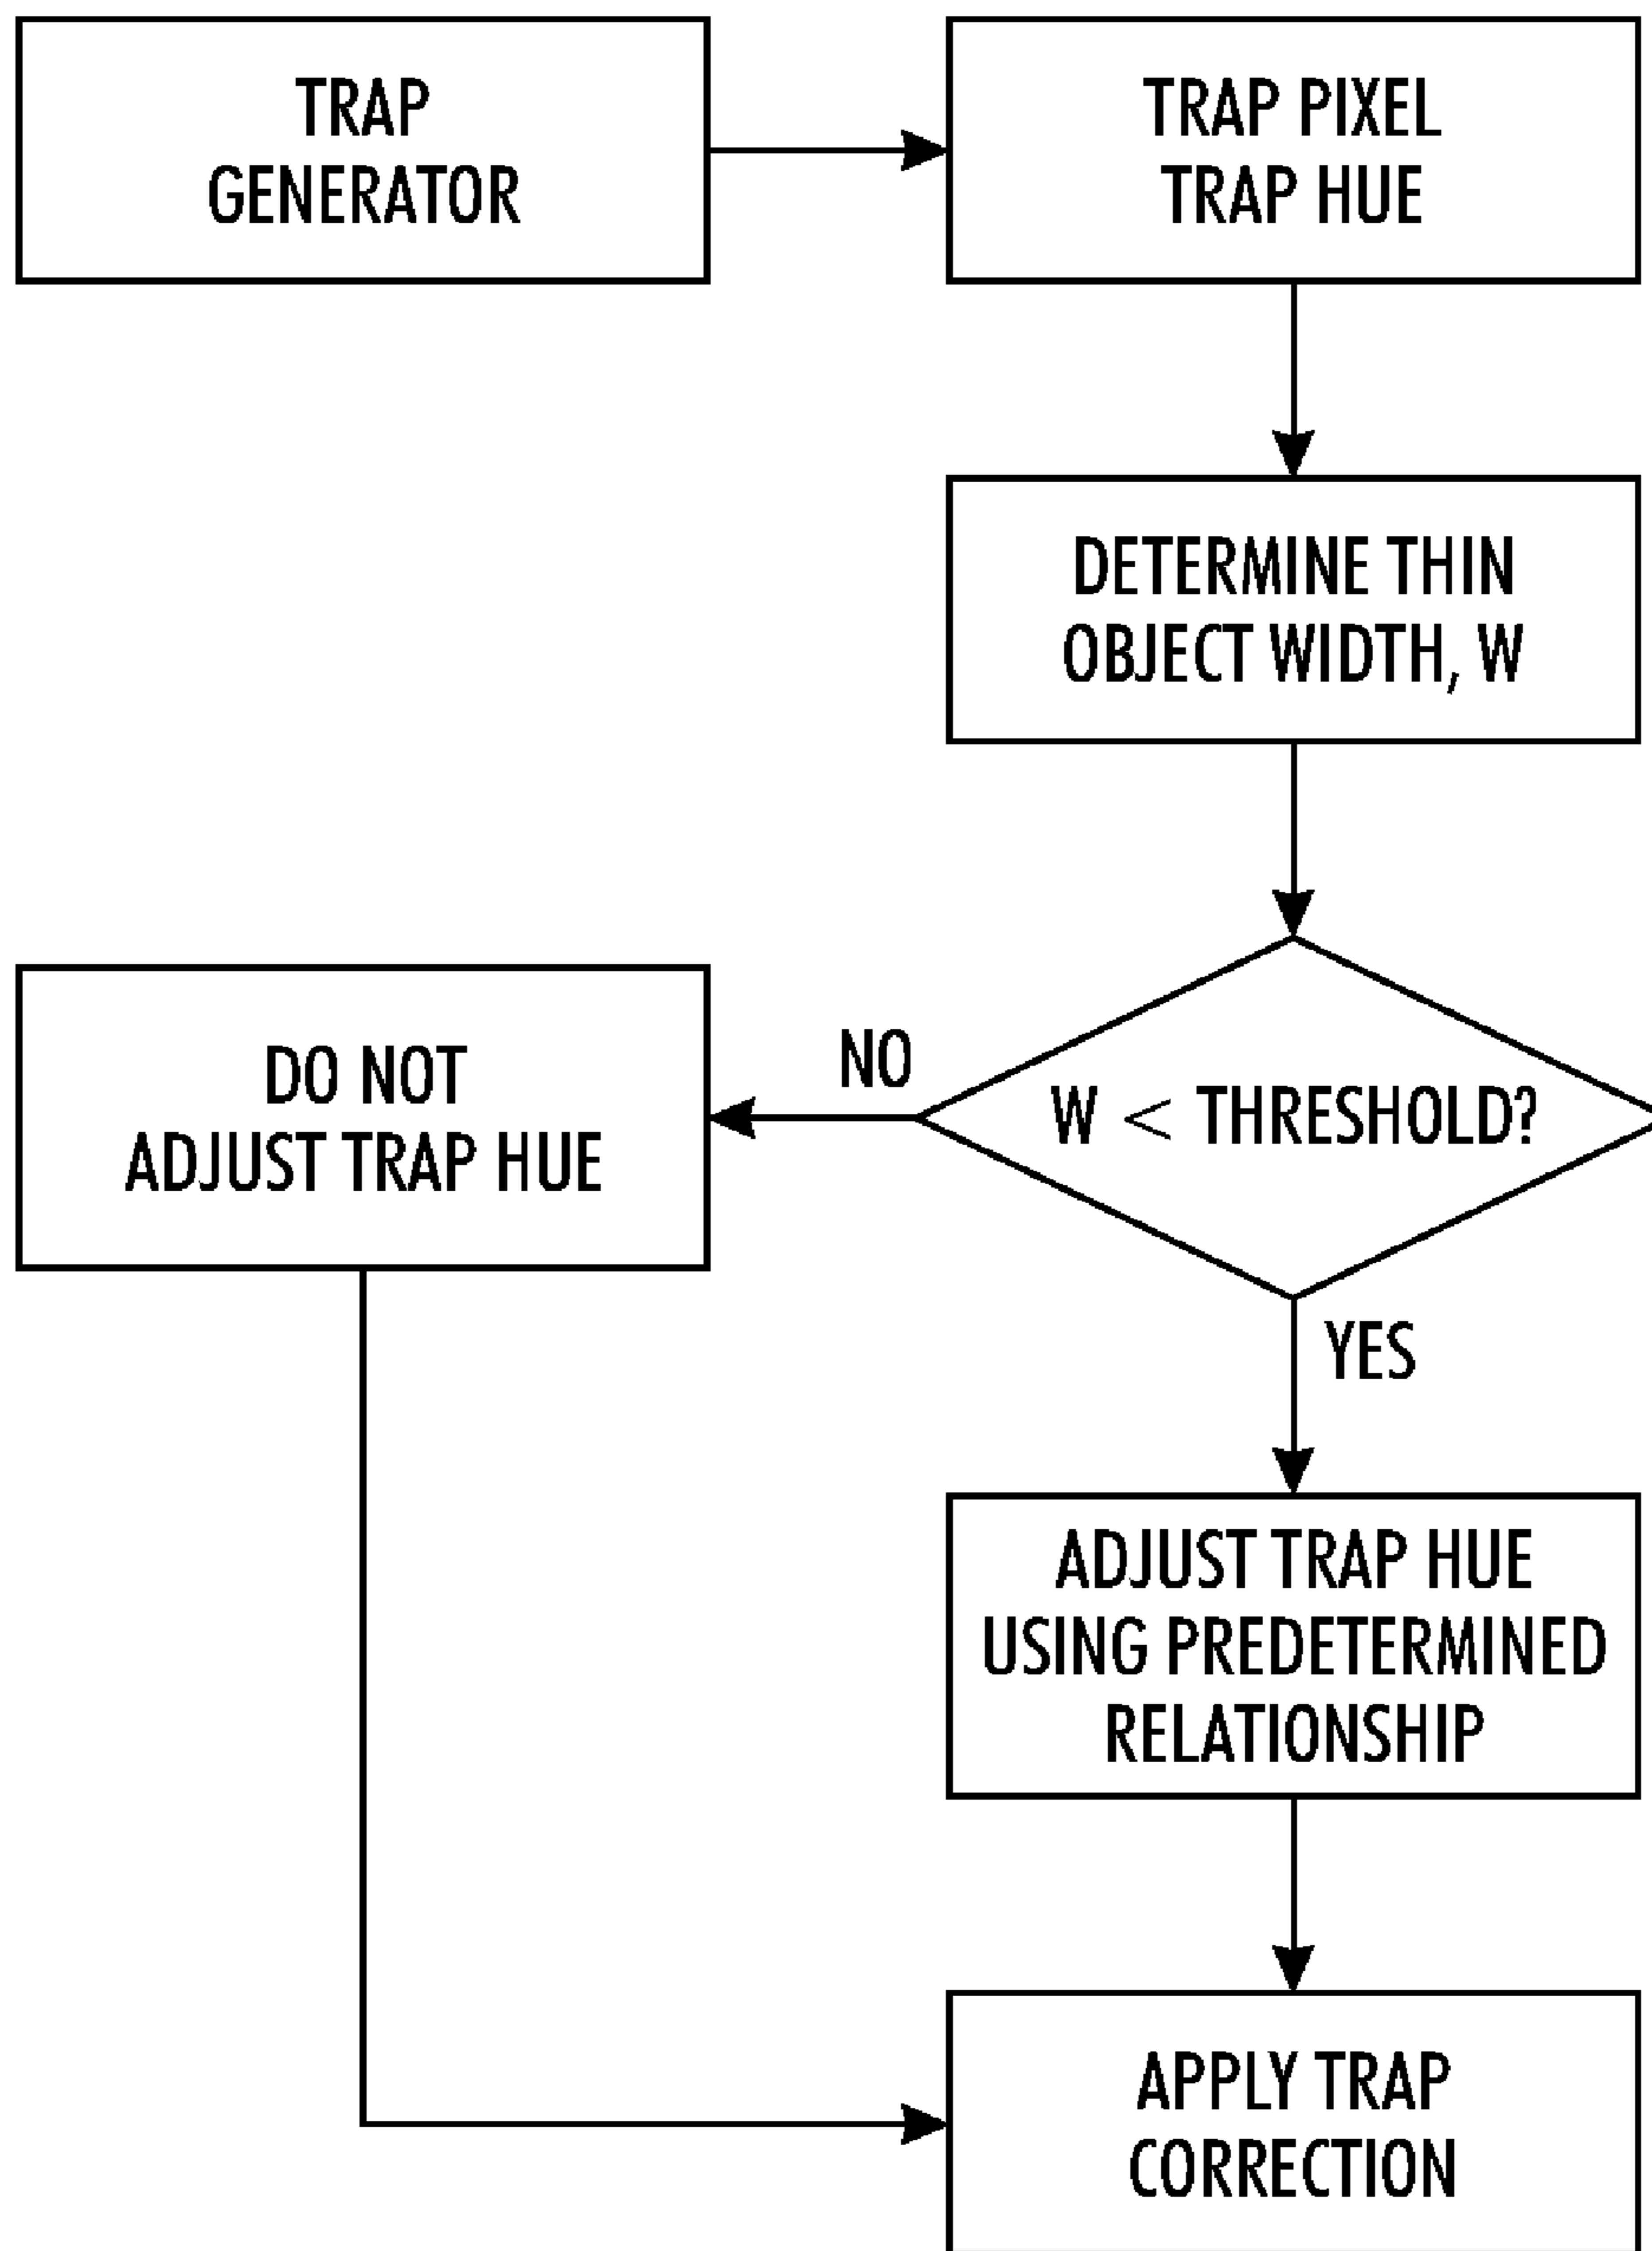 TRAP
GENERATOR
TRAP PIXEL
TRAP HUE
DETERMINE THIN
OBJECT WIDTH, W
W < THRESHOLD?
NO
DO NOT
ADJUST TRAP HUE
YES
ADJUST TRAP HUE
USING PREDETERMINED
RELATIONSHIP
APPLY TRAP
CORRECTION